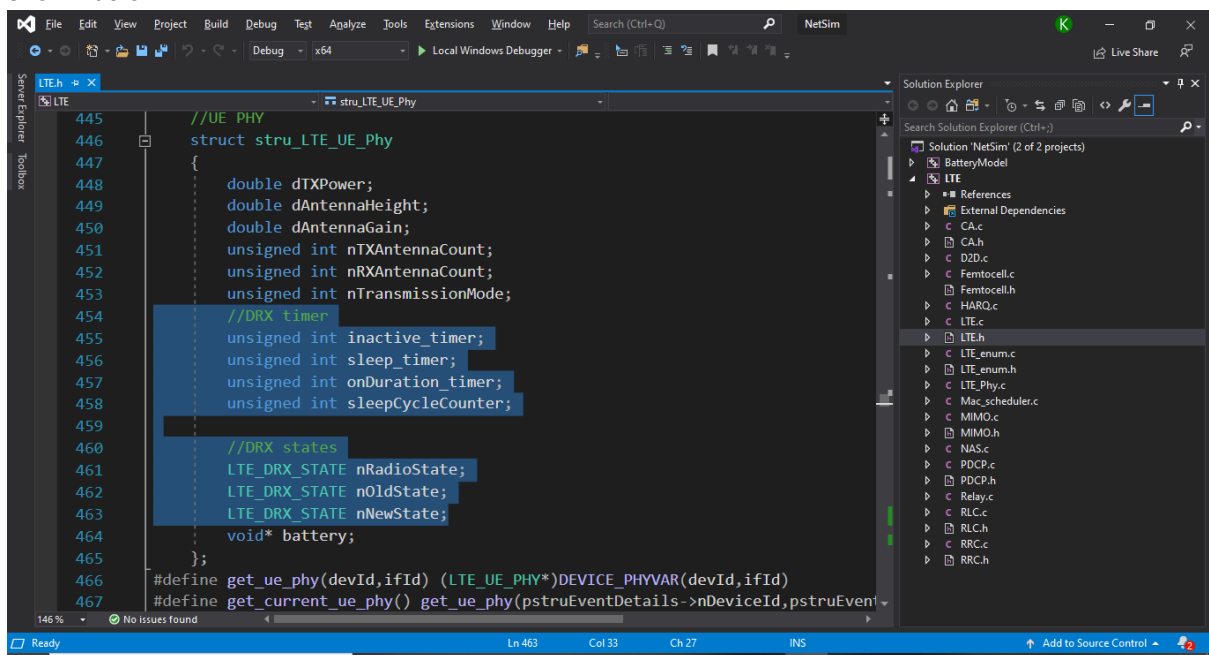 File Edit View Project Build Debug Test Analyze Tools Extensions Window Help Search (Ctrl+Q) NetSim K
Debug x64 Local Windows Debugger Live Share
Server Explorer
Toolbox
LTE.h
LTE stru_LTE_UE_Phy
445 //UE PHY
446 struct stru_LTE_UE_Phy
447 {
448 double dTXPower;
449 double dAntennaHeight;
450 double dAntennaGain;
451 unsigned int nTXAntennaCount;
452 unsigned int nRXAntennaCount;
453 unsigned int nTransmissionMode;
454 //DRX timer
455 unsigned int inactive_timer;
456 unsigned int sleep_timer;
457 unsigned int onDuration_timer;
458 unsigned int sleepCycleCounter;
459
460 //DRX states
461 LTE_DRX_STATE nRadioState;
462 LTE_DRX_STATE nOldState;
463 LTE_DRX_STATE nNewState;
464 void* battery;
465 };
466 #define get_ue_phy(devId,ifId) (LTE_UE_PHY*)DEVICE_PHYVAR(devId,ifId)
467 #define get_current_ue_phy() get_ue_phy(pstruEventDetails->nDeviceId,pstruEven
146 % No issues found
Solution Explorer
Search Solution Explorer (Ctrl+;)
Solution 'NetSim' (2 of 2 projects)
BatteryModel
LTE
References
External Dependencies
CA.c
CA.h
D2D.c
Femtocell.c
Femtocell.h
HARQ.c
LTE.c
LTE.h
LTE_enum.c
LTE_enum.h
LTE_Phy.c
Mac_scheduler.c
MIMO.c
MIMO.h
NAS.c
PDCP.c
PDCP.h
Relay.c
RLC.c
RLC.h
RRC.c
RRC.h
Ready Ln 463 Col 33 Ch 27 INS Add to Source Control 2